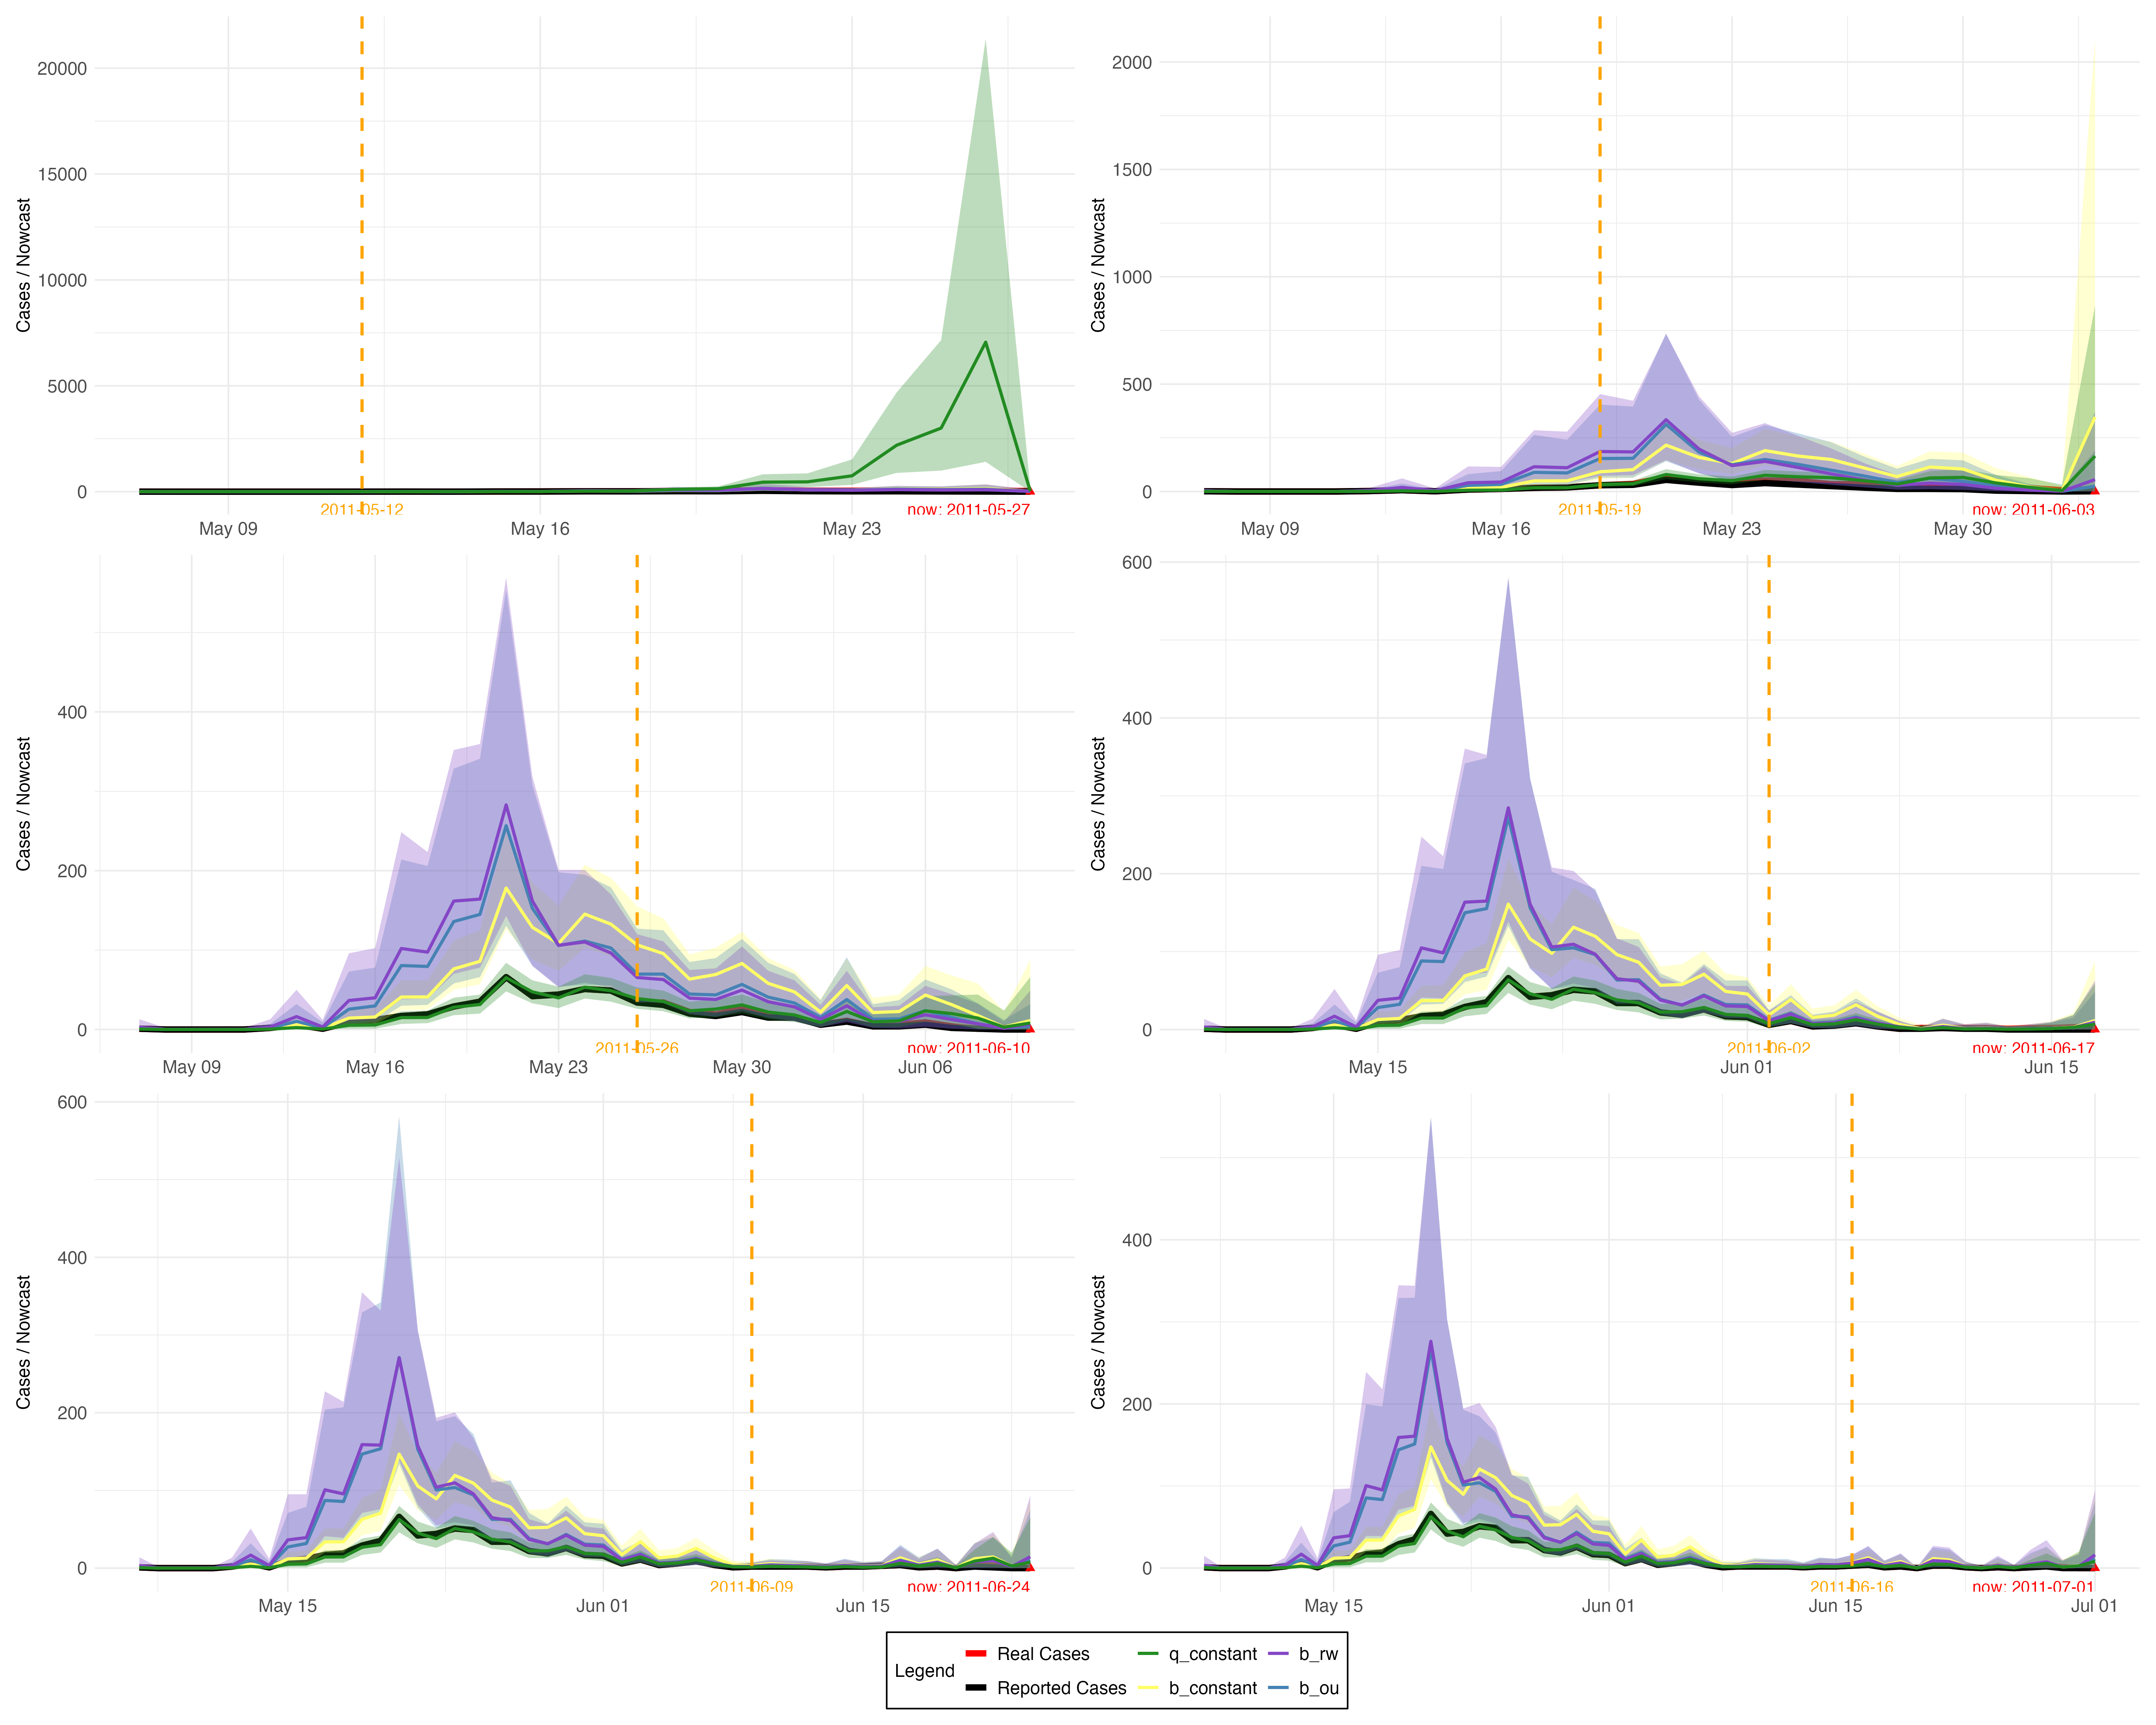 Cases / Nowcast
20000
15000
10000
5000
0
2011-05-12
now: 2011-05-27
May 09
May 16
May 23
Cases / Nowcast
2000
1500
1000
500
0
2011-05-19
now: 2011-06-03
May 09
May 16
May 23
May 30
Cases / Nowcast
400
200
0
2011-05-26
now: 2011-06-10
May 09
May 16
May 23
May 30
Jun 06
Cases / Nowcast
600
400
200
0
2011-06-02
now: 2011-06-17
May 15
Jun 01
Jun 15
Cases / Nowcast
600
400
200
0
2011-06-09
now: 2011-06-24
May 15
Jun 01
Jun 15
Cases / Nowcast
400
200
0
2011-06-16
now: 2011-07-01
May 15
Jun 01
Jun 15
Jul 01
Legend
Real Cases
q_constant
b_rw
Reported Cases
b_constant
b_ou